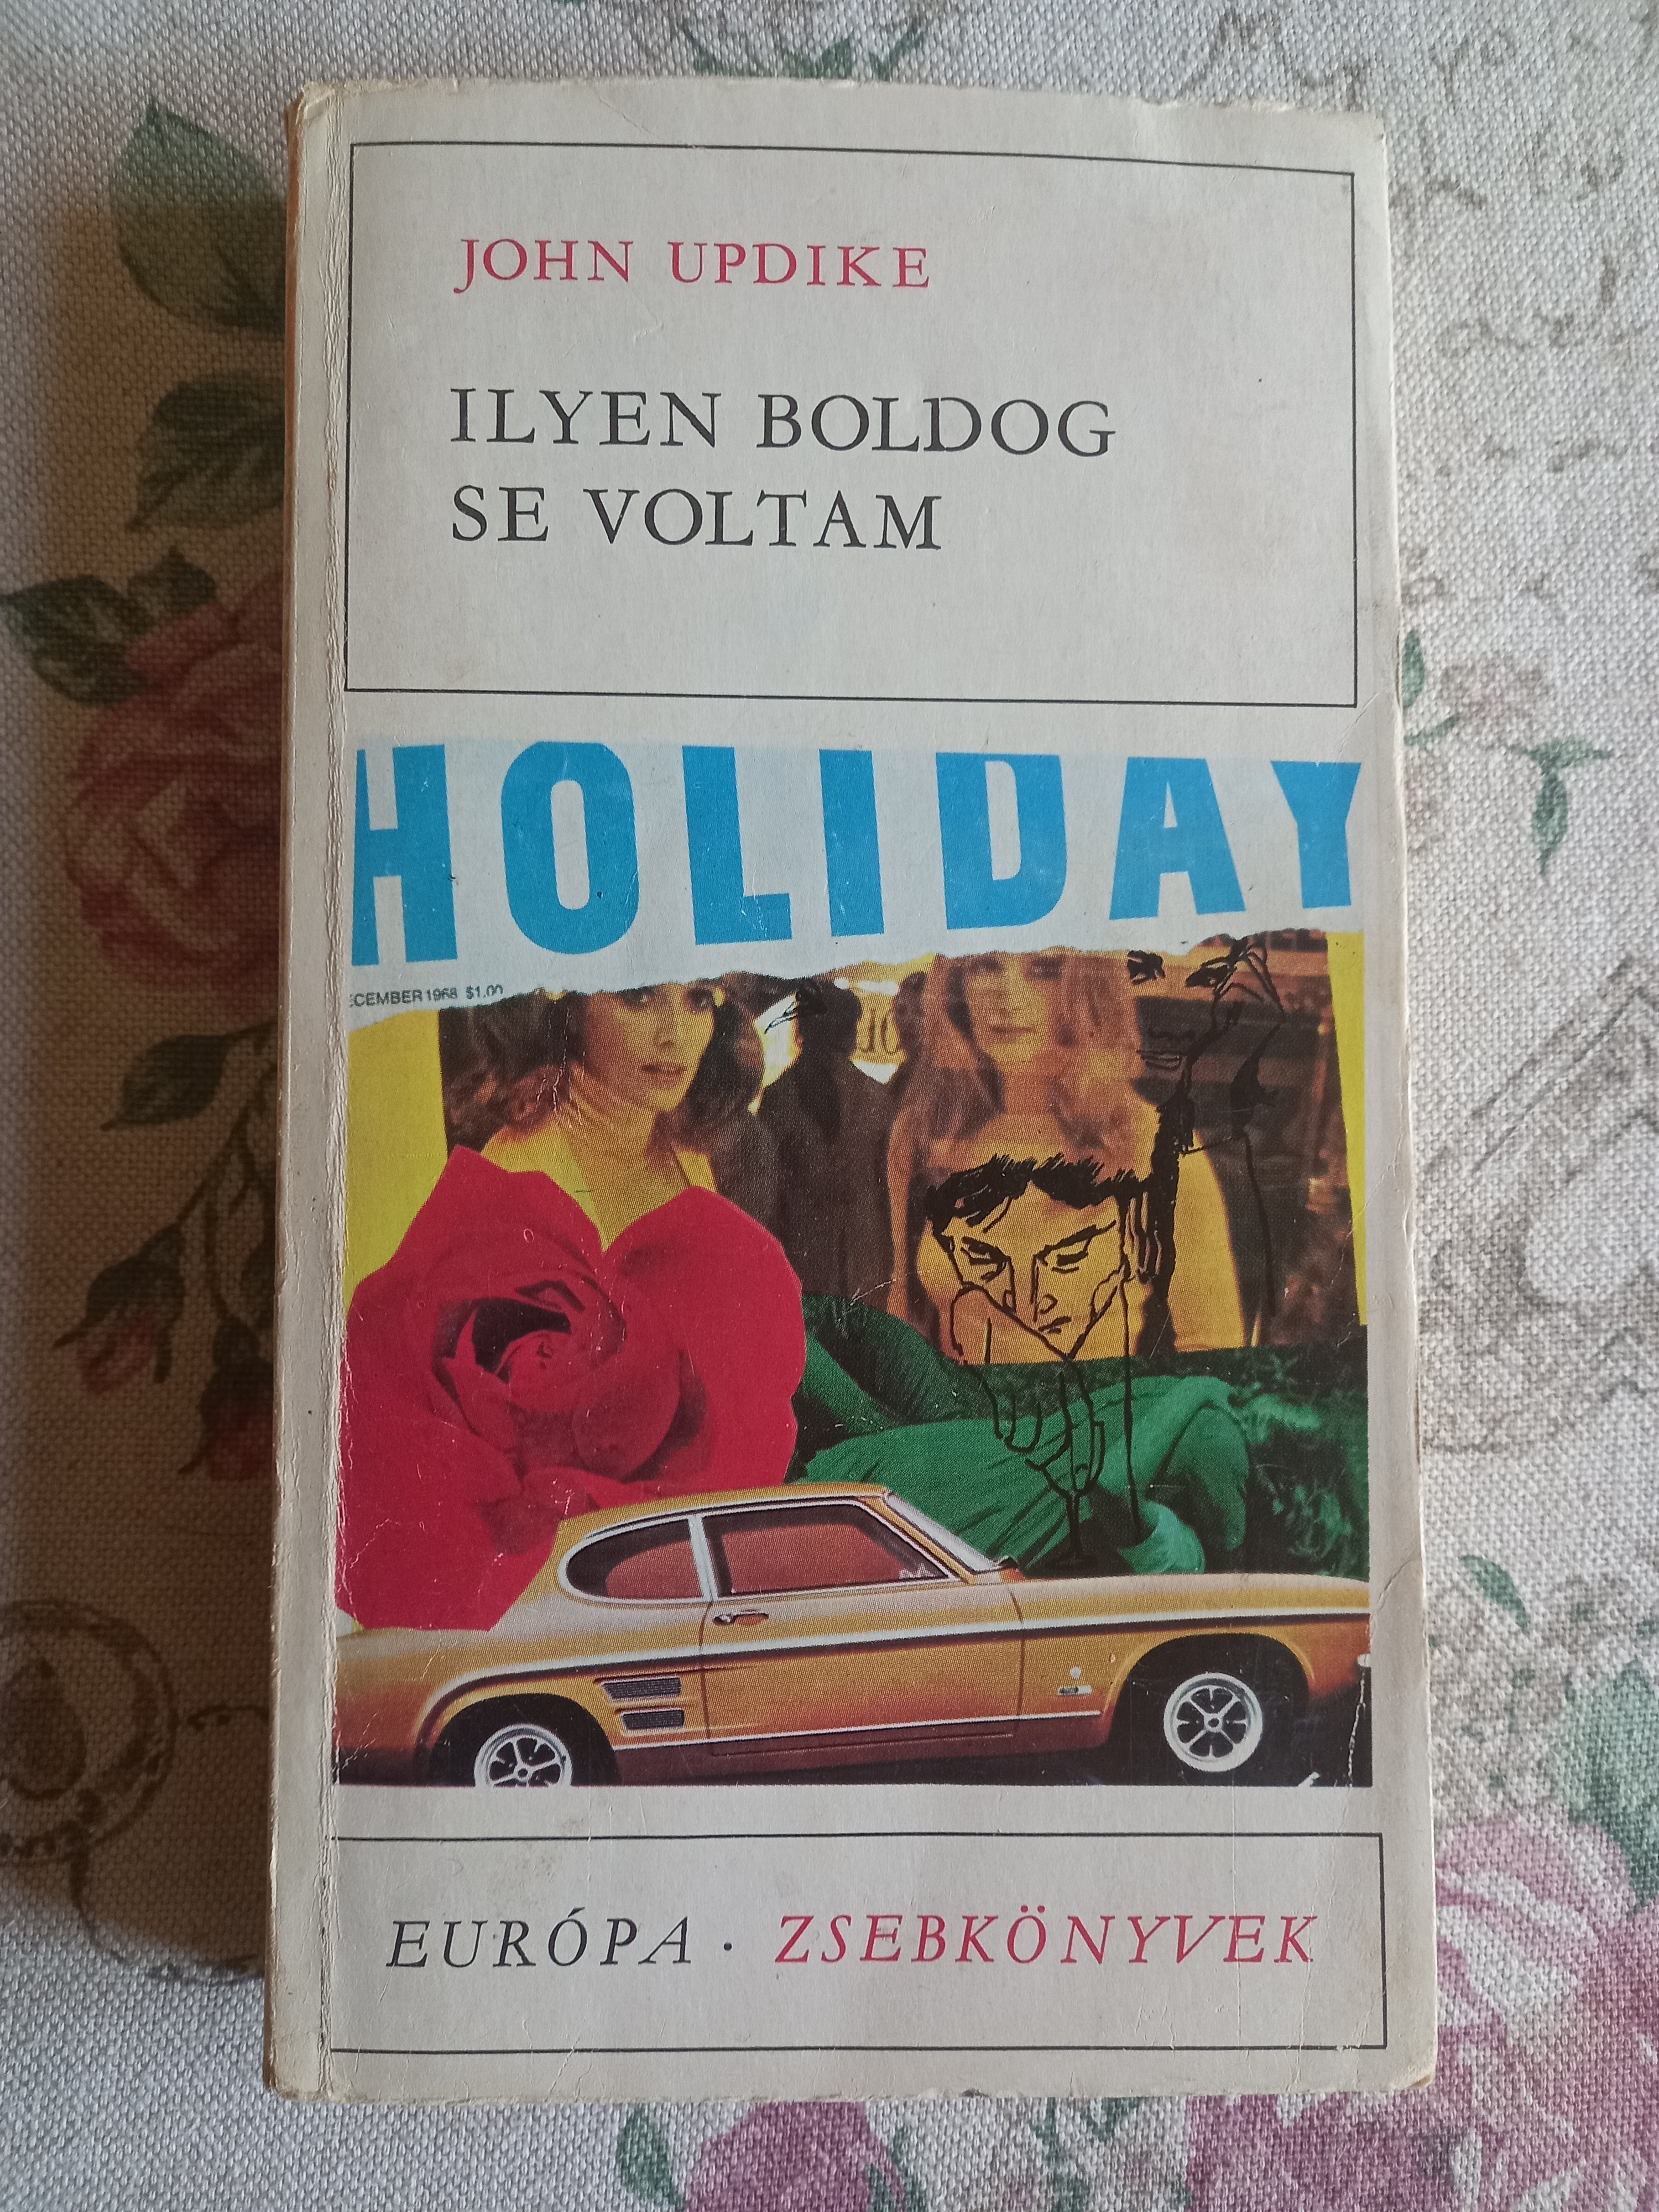 JOHN UPDIKE
ILYEN BOLDOG
SE VOLTAM
HOLIDAY
ECEMBER 1968 $1.00
EURÓPA · ZSEBKÖNYVEK